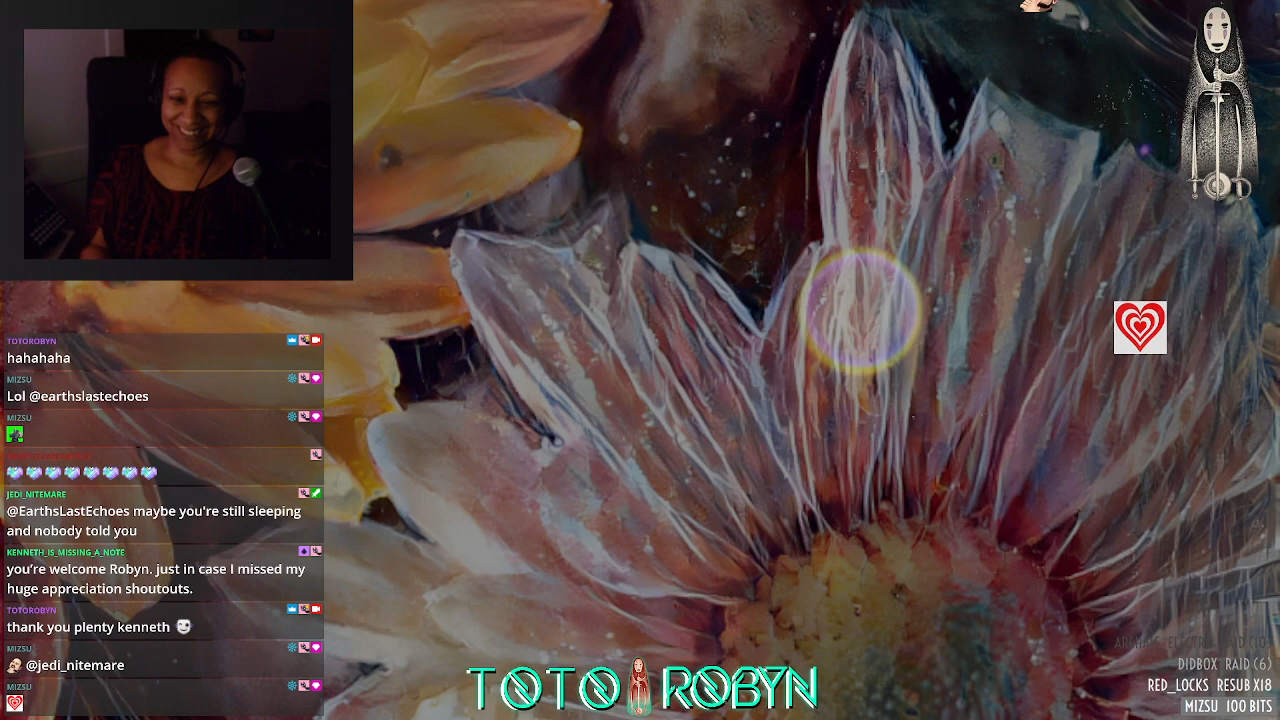 TOTOROBYN
hahahaha
MIZSU
Lol @earthslastechoes
MIZSU
JEDI_NITEMARE
@EarthsLastEchoes maybe you're still sleeping
and nobody told you
KENNETH_IS_MISSING_A_NOTE
you're welcome Robyn. just in case I missed my
huge appreciation shoutouts.
TOTOROBYN
thank you plenty kenneth
MIZSU
@jedi_nitemare
MIZSU
TOTO ROBYN
DIDBOX RAID (6)
RED_LOCKS RESUB X18
MIZSU 100 BITS